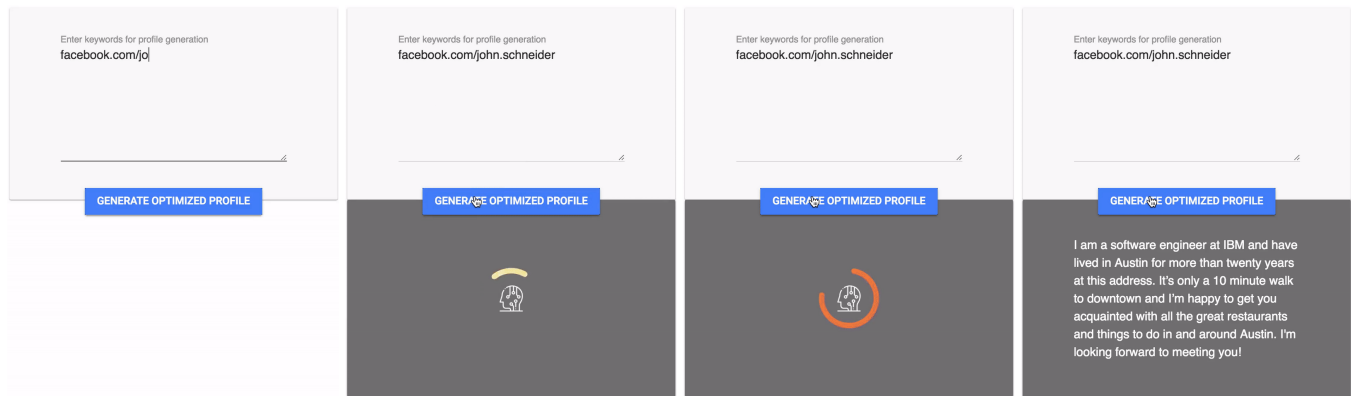 Enter keywords for profile generation
facebook.com/jo
GENERATE OPTIMIZED PROFILE
Enter keywords for profile generation
facebook.com/john.schneider
GENERATE OPTIMIZED PROFILE
Enter keywords for profile generation
facebook.com/john.schneider
GENERATE OPTIMIZED PROFILE
Enter keywords for profile generation
facebook.com/john.schneider
GENERATE OPTIMIZED PROFILE
I am a software engineer at IBM and have
lived in Austin for more than twenty years
at this address. It's only a 10 minute walk
to downtown and I'm happy to get you
acquainted with all the great restaurants
and things to do in and around Austin. I'm
looking forward to meeting you!